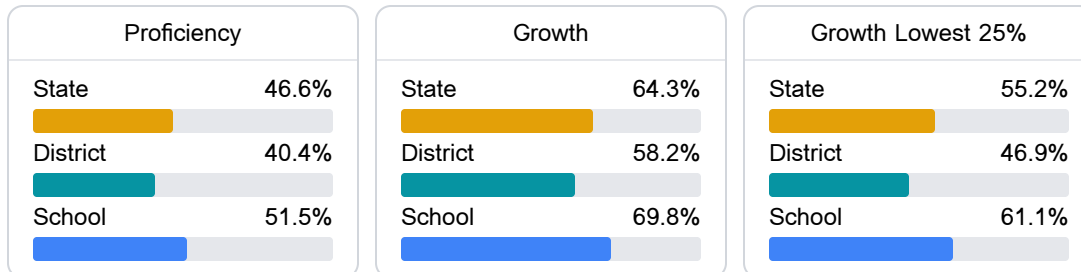 Proficiency
State 46.6%
District 40.4%
School 51.5%
Growth
State 64.3%
District 58.2%
School 69.8%
Growth Lowest 25%
State 55.2%
District 46.9%
School 61.1%